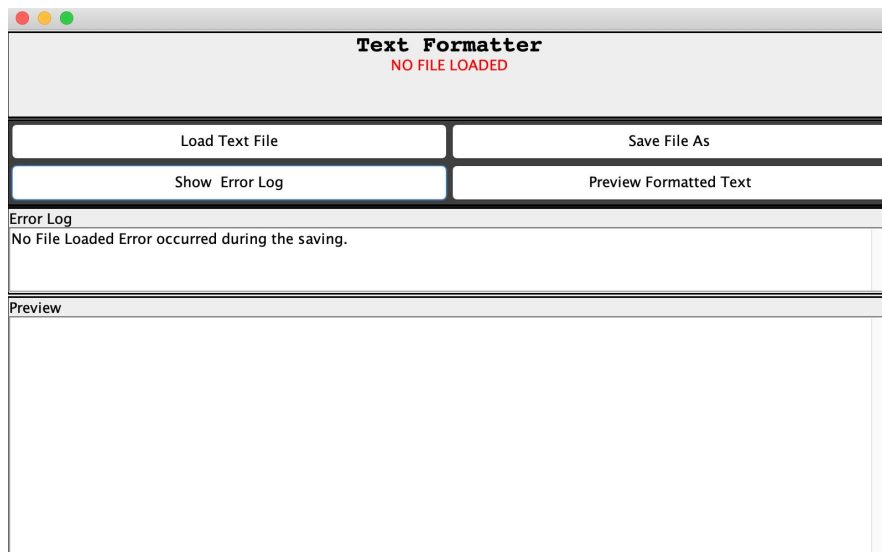 Text Formatter
NO FILE LOADED
Load Text File
Save File As
Show  Error Log
Preview Formatted Text
Error Log
No File Loaded Error occurred during the saving.
Preview